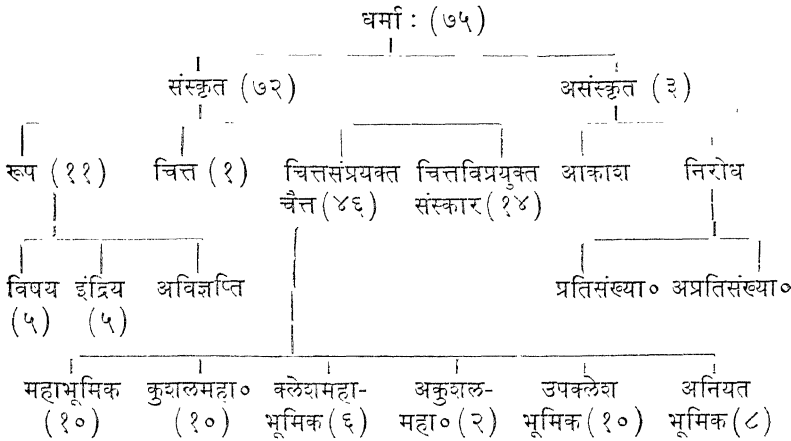 धर्मा : (७५)
संस्कृत (७२) असंस्कृत (३)
रूप (११) चित्त (१) चित्तसंप्रयक्त चित्तविप्रयुक्त आकाश निरोध
चैत्त (४६) संस्कार (१४)
विषय इंद्रिय अविज्ञप्ति प्रतिसंख्या० अप्रतिसंख्या०
(५) (५)
महाभूमिक कुशलमहा० क्लेशमहा- अकुशल- उपक्लेश अनियत
(१०) (१०) भूमिक (६) महा० (२) भूमिक (१०) भूमिक (८)